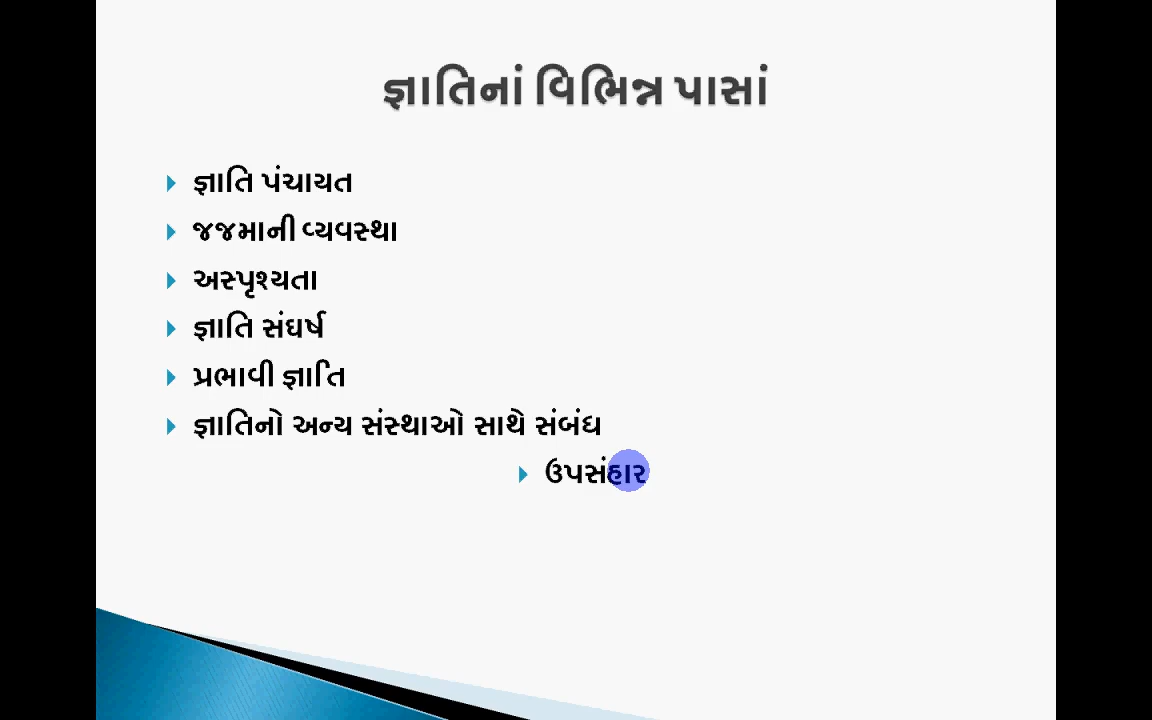 જ્ઞાતિનાં વિભિન્ન પાસાં
જ્ઞાતિ પંચાયત
જજમાની વ્યવસ્થા
અસ્પૃશ્યતા
જ્ઞાતિ સંઘર્ષ
પ્રભાવી જ્ઞાતિ
જ્ઞાતિનો અન્ય સંસ્થાઓ સાથે સંબંધ
ઉપસંહાર